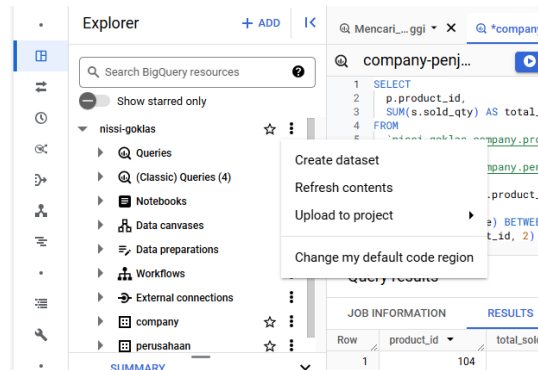 Explorer
+ ADD
Search BigQuery resources
Show starred only
nissi-goklas
Queries
(Classic) Queries (4)
Notebooks
Data canvases
Data preparations
Workflows
External connections
company
perusahaan
SUMMARY
Create dataset
Refresh contents
Upload to project
Change my default code region
Mencari_...ggi
*company
company-penj...
1 SELECT
2 p.product_id,
3 SUM(s.sold_qty) AS total_
4 FROM
5 `nissi-goklas.company.pro
mpany.pen
.product_
e) BETWEE
t_id, 2)
Query results
JOB INFORMATION
RESULTS
Row product_id total_sol
1 104